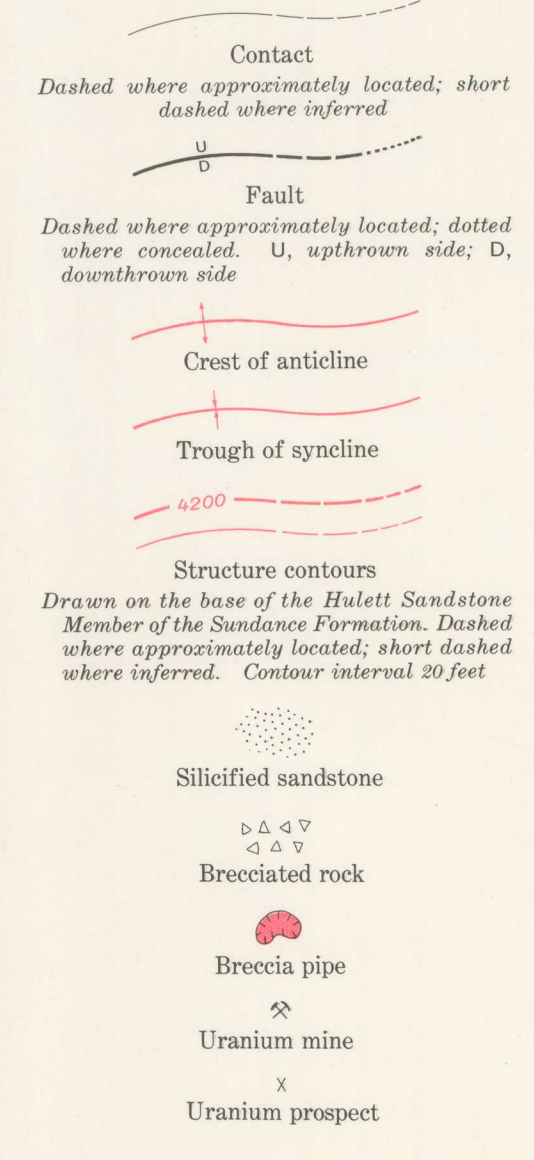 Contact
Dashed where approximately located; short
dashed where inferred
U
D
Fault
Dashed where approximately located; dotted
where concealed. U, upthrown side; D,
downthrown side
Crest of anticline
Trough of syncline
4200
Structure contours
Drawn on the base of the Hulett Sandstone
Member of the Sundance Formation. Dashed
where approximately located; short dashed
where inferred. Contour interval 20 feet
Silicified sandstone
Brecciated rock
Breccia pipe
Uranium mine
X
Uranium prospect